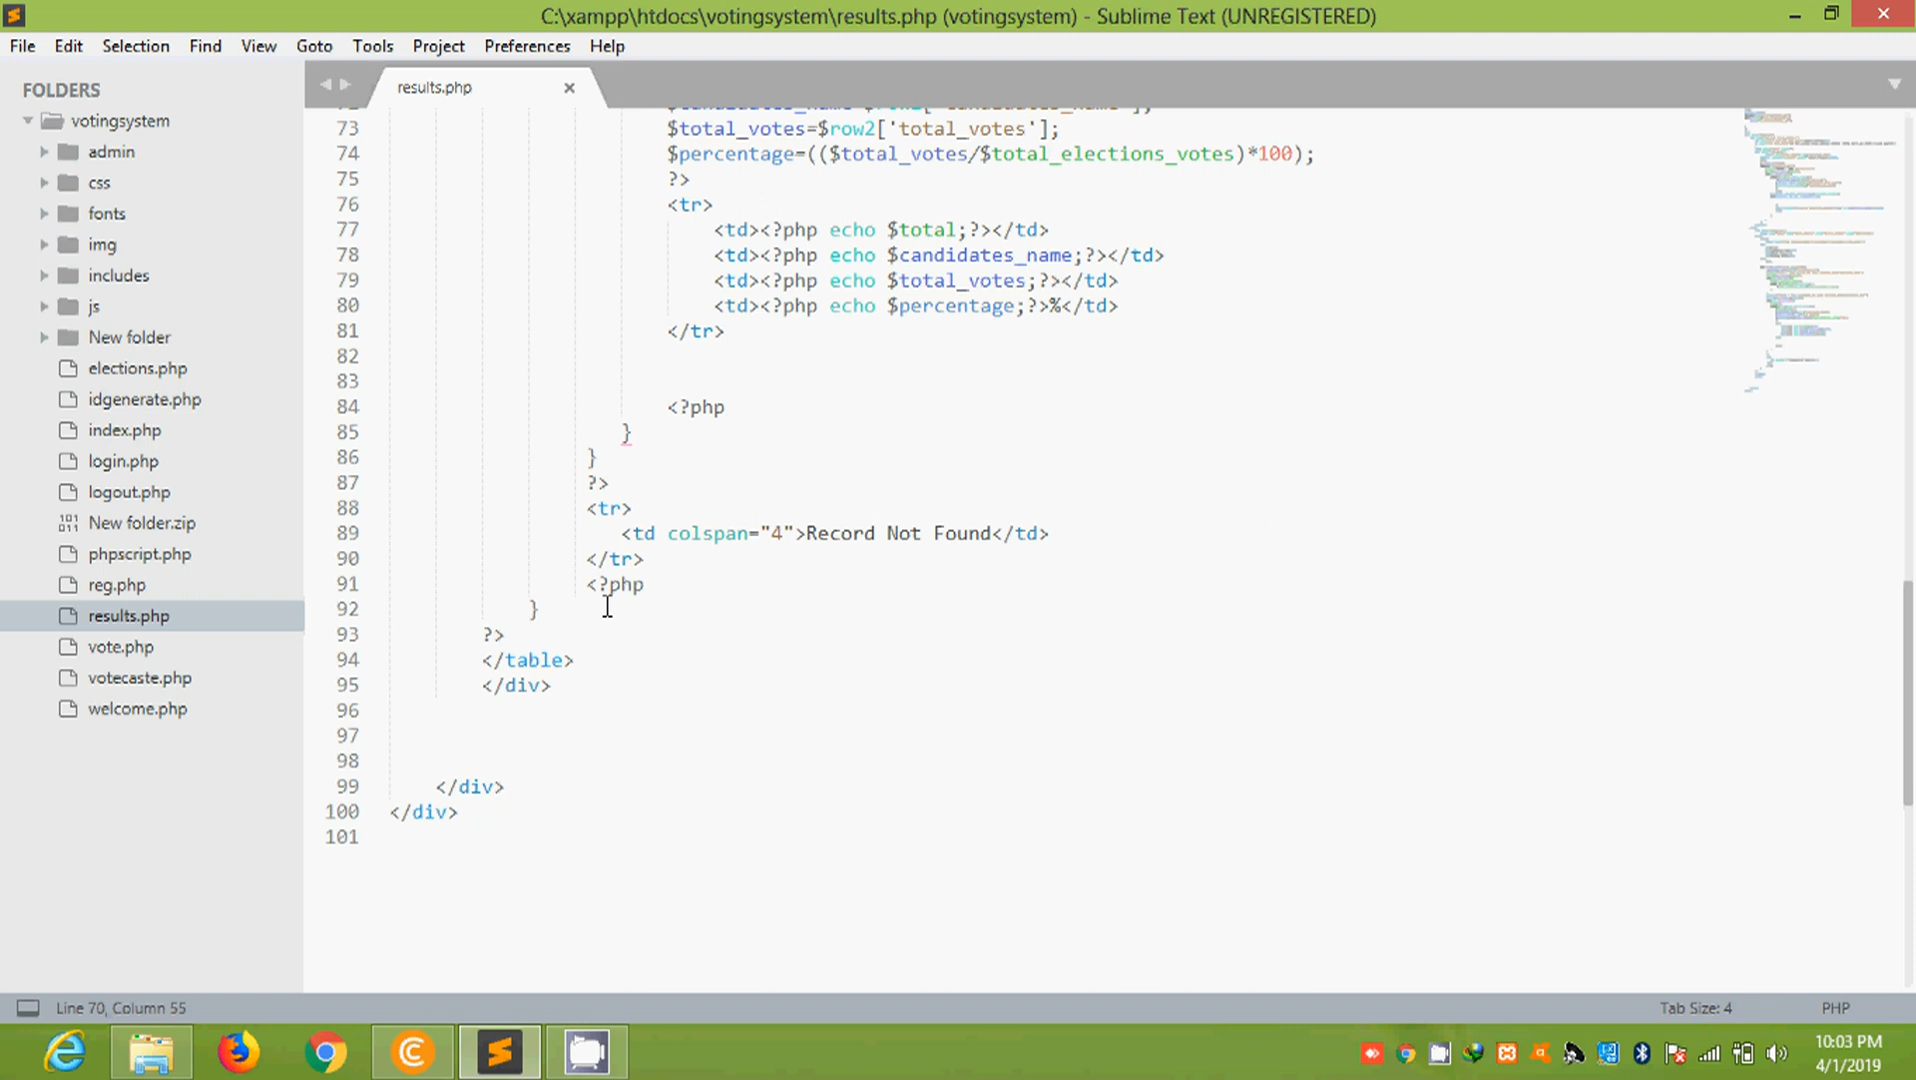 C:\xampp\htdocs\votingsystem\results.php (votingsystem) - Sublime Text (UNREGISTERED)
File Edit Selection Find View Goto Tools Project Preferences Help
FOLDERS
votingsystem
admin
css
fonts
img
includes
js
New folder
elections.php
idgenerate.php
index.php
login.php
logout.php
New folder.zip
phpscript.php
reg.php
results.php
vote.php
votecaste.php
welcome.php
results.php
73 $total_votes=$row2['total_votes'];
74 $percentage=(($total_votes/$total_elections_votes)*100);
75 ?>
76 <tr>
77 <td><?php echo $total;?></td>
78 <td><?php echo $candidates_name;?></td>
79 <td><?php echo $total_votes;?></td>
80 <td><?php echo $percentage;?>%</td>
81 </tr>
82
83
84 <?php
85 }
86 }
87 ?>
88 <tr>
89 <td colspan="4">Record Not Found</td>
90 </tr>
91 <?php
92 }
93 ?>
94 </table>
95 </div>
96
97
98
99 </div>
100 </div>
101
Line 70, Column 55
Tab Size: 4
PHP
10:03 PM
4/1/2019